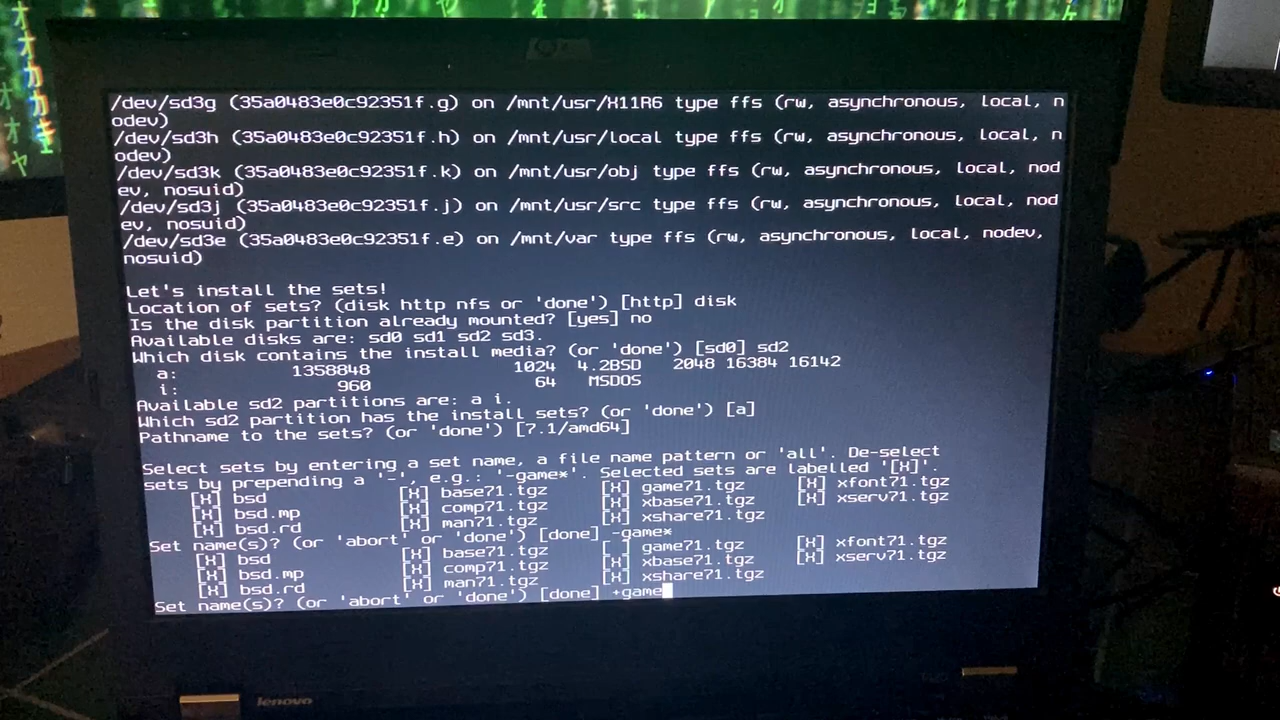 /dev/sd3g (35a0483e0c92351f.g) on /mnt/usr/X11R6 type ffs (rw, asynchronous, local, n
odev)
/dev/sd3h (35a0483e0c92351f.h) on /mnt/usr/local type ffs (rw, asynchronous, local, n
odev)
/dev/sd3k (35a0483e0c92351f.k) on /mnt/usr/obj type ffs (rw, asynchronous, local, nod
ev, nosuid)
/dev/sd3j (35a0483e0c92351f.j) on /mnt/usr/src type ffs (rw, asynchronous, local, nod
ev, nosuid)
/dev/sd3e (35a0483e0c92351f.e) on /mnt/var type ffs (rw, asynchronous, local, nodev,
nosuid)
Let's install the sets!
Location of sets? (disk http nfs or 'done') [http] disk
Is the disk partition already mounted? [yes] no
Available disks are: sd0 sd1 sd2 sd3.
Which disk contains the install media? (or 'done') [sd0] sd2
a: 1358848 1024 4.2BSD 2048 16384 16142
i: 960 64 MSDOS
Available sd2 partitions are: a i.
Which sd2 partition has the install sets? (or 'done') [a]
Pathname to the sets? (or 'done') [7.1/amd64]
Select sets by entering a set name, a file name pattern or 'all'. De-select
sets by prepending a '-', e.g.: '-game*'. Selected sets are labelled '[X]'.
[X] bsd [X] base71.tgz [X] game71.tgz [X] xfont71.tgz
[X] bsd.mp [X] comp71.tgz [X] xbase71.tgz [X] xserv71.tgz
[X] bsd.rd [X] man71.tgz [X] xshare71.tgz
Set name(s)? (or 'abort' or 'done') [done] -game*
[X] bsd [X] base71.tgz [ ] game71.tgz [X] xfont71.tgz
[X] bsd.mp [X] comp71.tgz [X] xbase71.tgz [X] xserv71.tgz
[X] bsd.rd [X] man71.tgz [X] xshare71.tgz
Set name(s)? (or 'abort' or 'done') [done] +game
lenovo